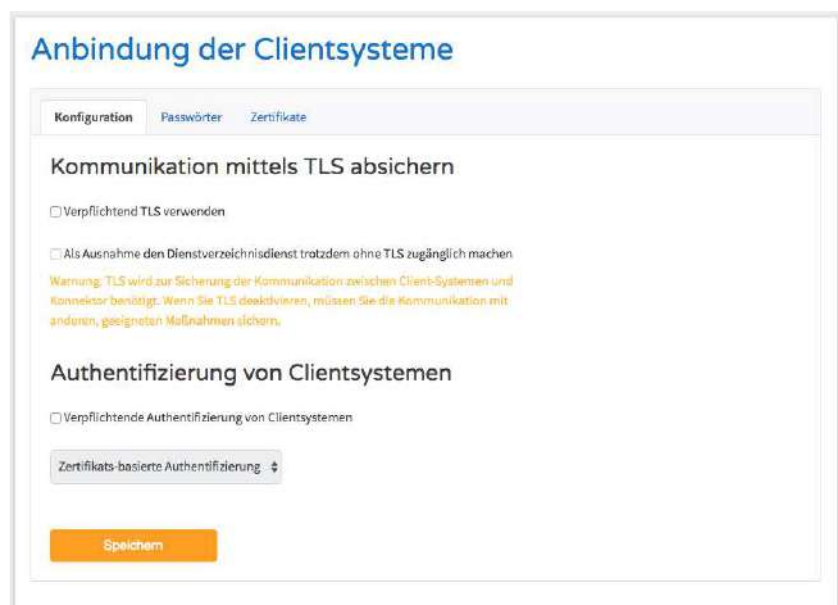 Anbindung der Clientsysteme
Konfiguration Passwörter Zertifikate
Kommunikation mittels TLS absichern
Verpflichtend TLS verwenden
Als Ausnahme den Dienstverzeichnisdienst trotzdem ohne TLS zugänglich machen
Warnung. TLS wird zur Sicherung der Kommunikation zwischen Client-Systemen und
Konnektor benötigt. Wenn Sie TLS deaktivieren, müssen Sie die Kommunikation mit
anderen, geeigneten Maßnahmen sichern.
Authentifizierung von Clientsystemen
Verpflichtende Authentifizierung von Clientsystemen
Zertifikats-basierte Authentifizierung
Speichern